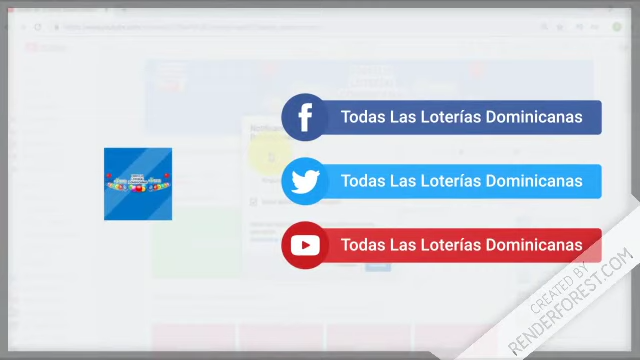 Todas Las Loterías Dominicanas
Todas Las Loterías Dominicanas
Todas Las Loterías Dominicanas
CREATED BY
RENDERFOREST.COM